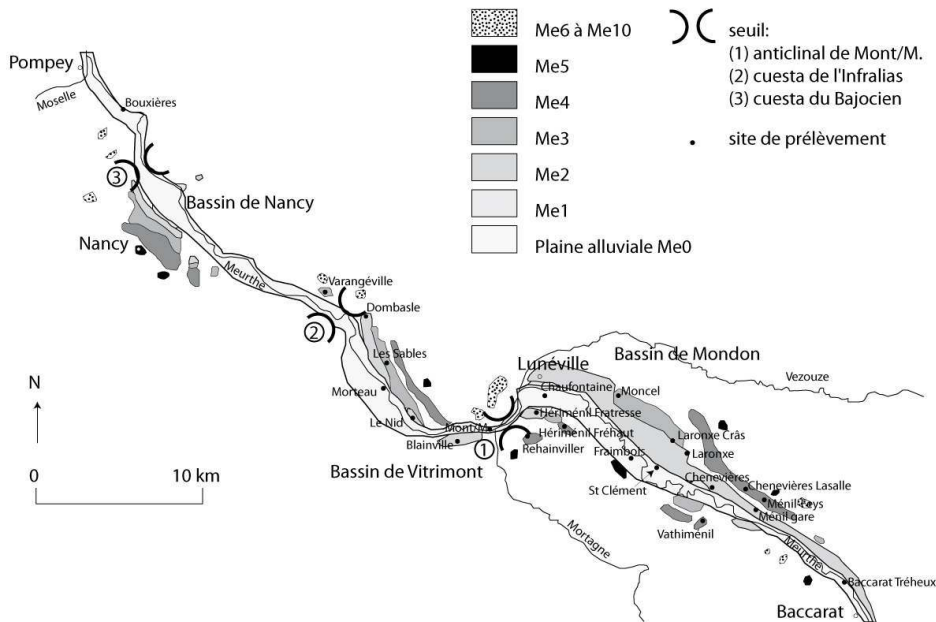 Me6 à Me10
Me5
Me4
Me3
Me2
Me1
Plaine alluviale Me0
seuil:
(1) anticlinal de Mont/M.
(2) cuesta de l'Infralias
(3) cuesta du Bajocien
site de prélèvement
Pompey
Moselle
Bouxières
3
Bassin de Nancy
Nancy
Meurthe
Varangéville
Dombasle
2
Les Sables
Morteau
Le Nid
Mont/M.
Blainville
1
Bassin de Vitrimont
N
0
10 km
Lunéville
Bassin de Mondon
Vezouze
Chaufontaine
Moncel
Hériménil Fratresse
Hériménil Fréhaut
Rehainviller
Laronxe Crâs
Laronxe
Fraimbois
St Clément
Chenevières
Chenevières Lasalle
Ménil-Leys
Ménil gare
Vathiménil
Mortagne
Meurthe
Baccarat Tréheux
Baccarat